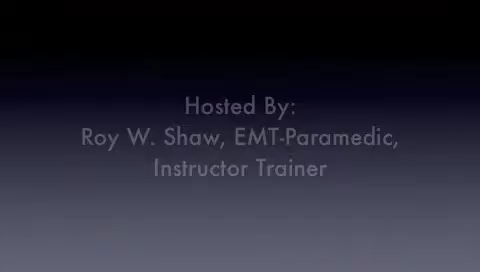 Hosted By:
Roy W. Shaw, EMT-Paramedic,
Instructor Trainer